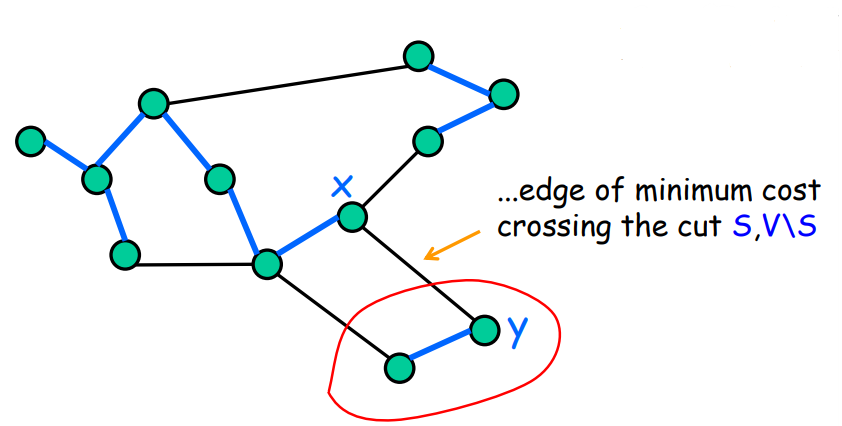 x
...edge of minimum cost
crossing the cut S,V\S
y